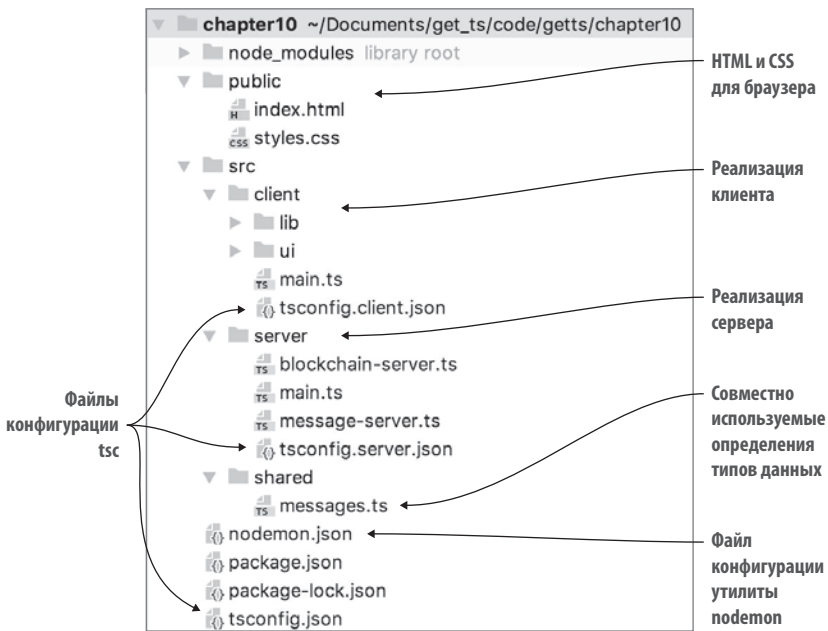 chapter10 ~/Documents/get_ts/code/getts/chapter10
node_modules library root
public
index.html
styles.css
src
client
lib
ui
main.ts
tsconfig.client.json
server
blockchain-server.ts
main.ts
message-server.ts
tsconfig.server.json
shared
messages.ts
nodemon.json
package.json
package-lock.json
tsconfig.json
HTML и CSS
для браузера
Реализация
клиента
Реализация
сервера
Совместно
используемые
определения
типов данных
Файл
конфигурации
утилиты
nodemon
Файлы
конфигурации
tsc